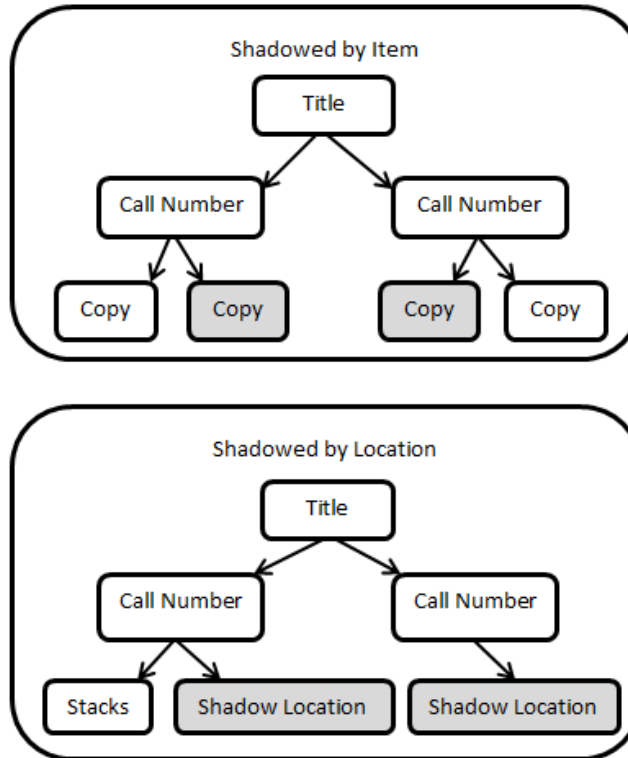 Shadowed by Item
Title
Call Number Call Number
Copy Copy Copy Copy
Shadowed by Location
Title
Call Number Call Number
Stacks Shadow Location Shadow Location